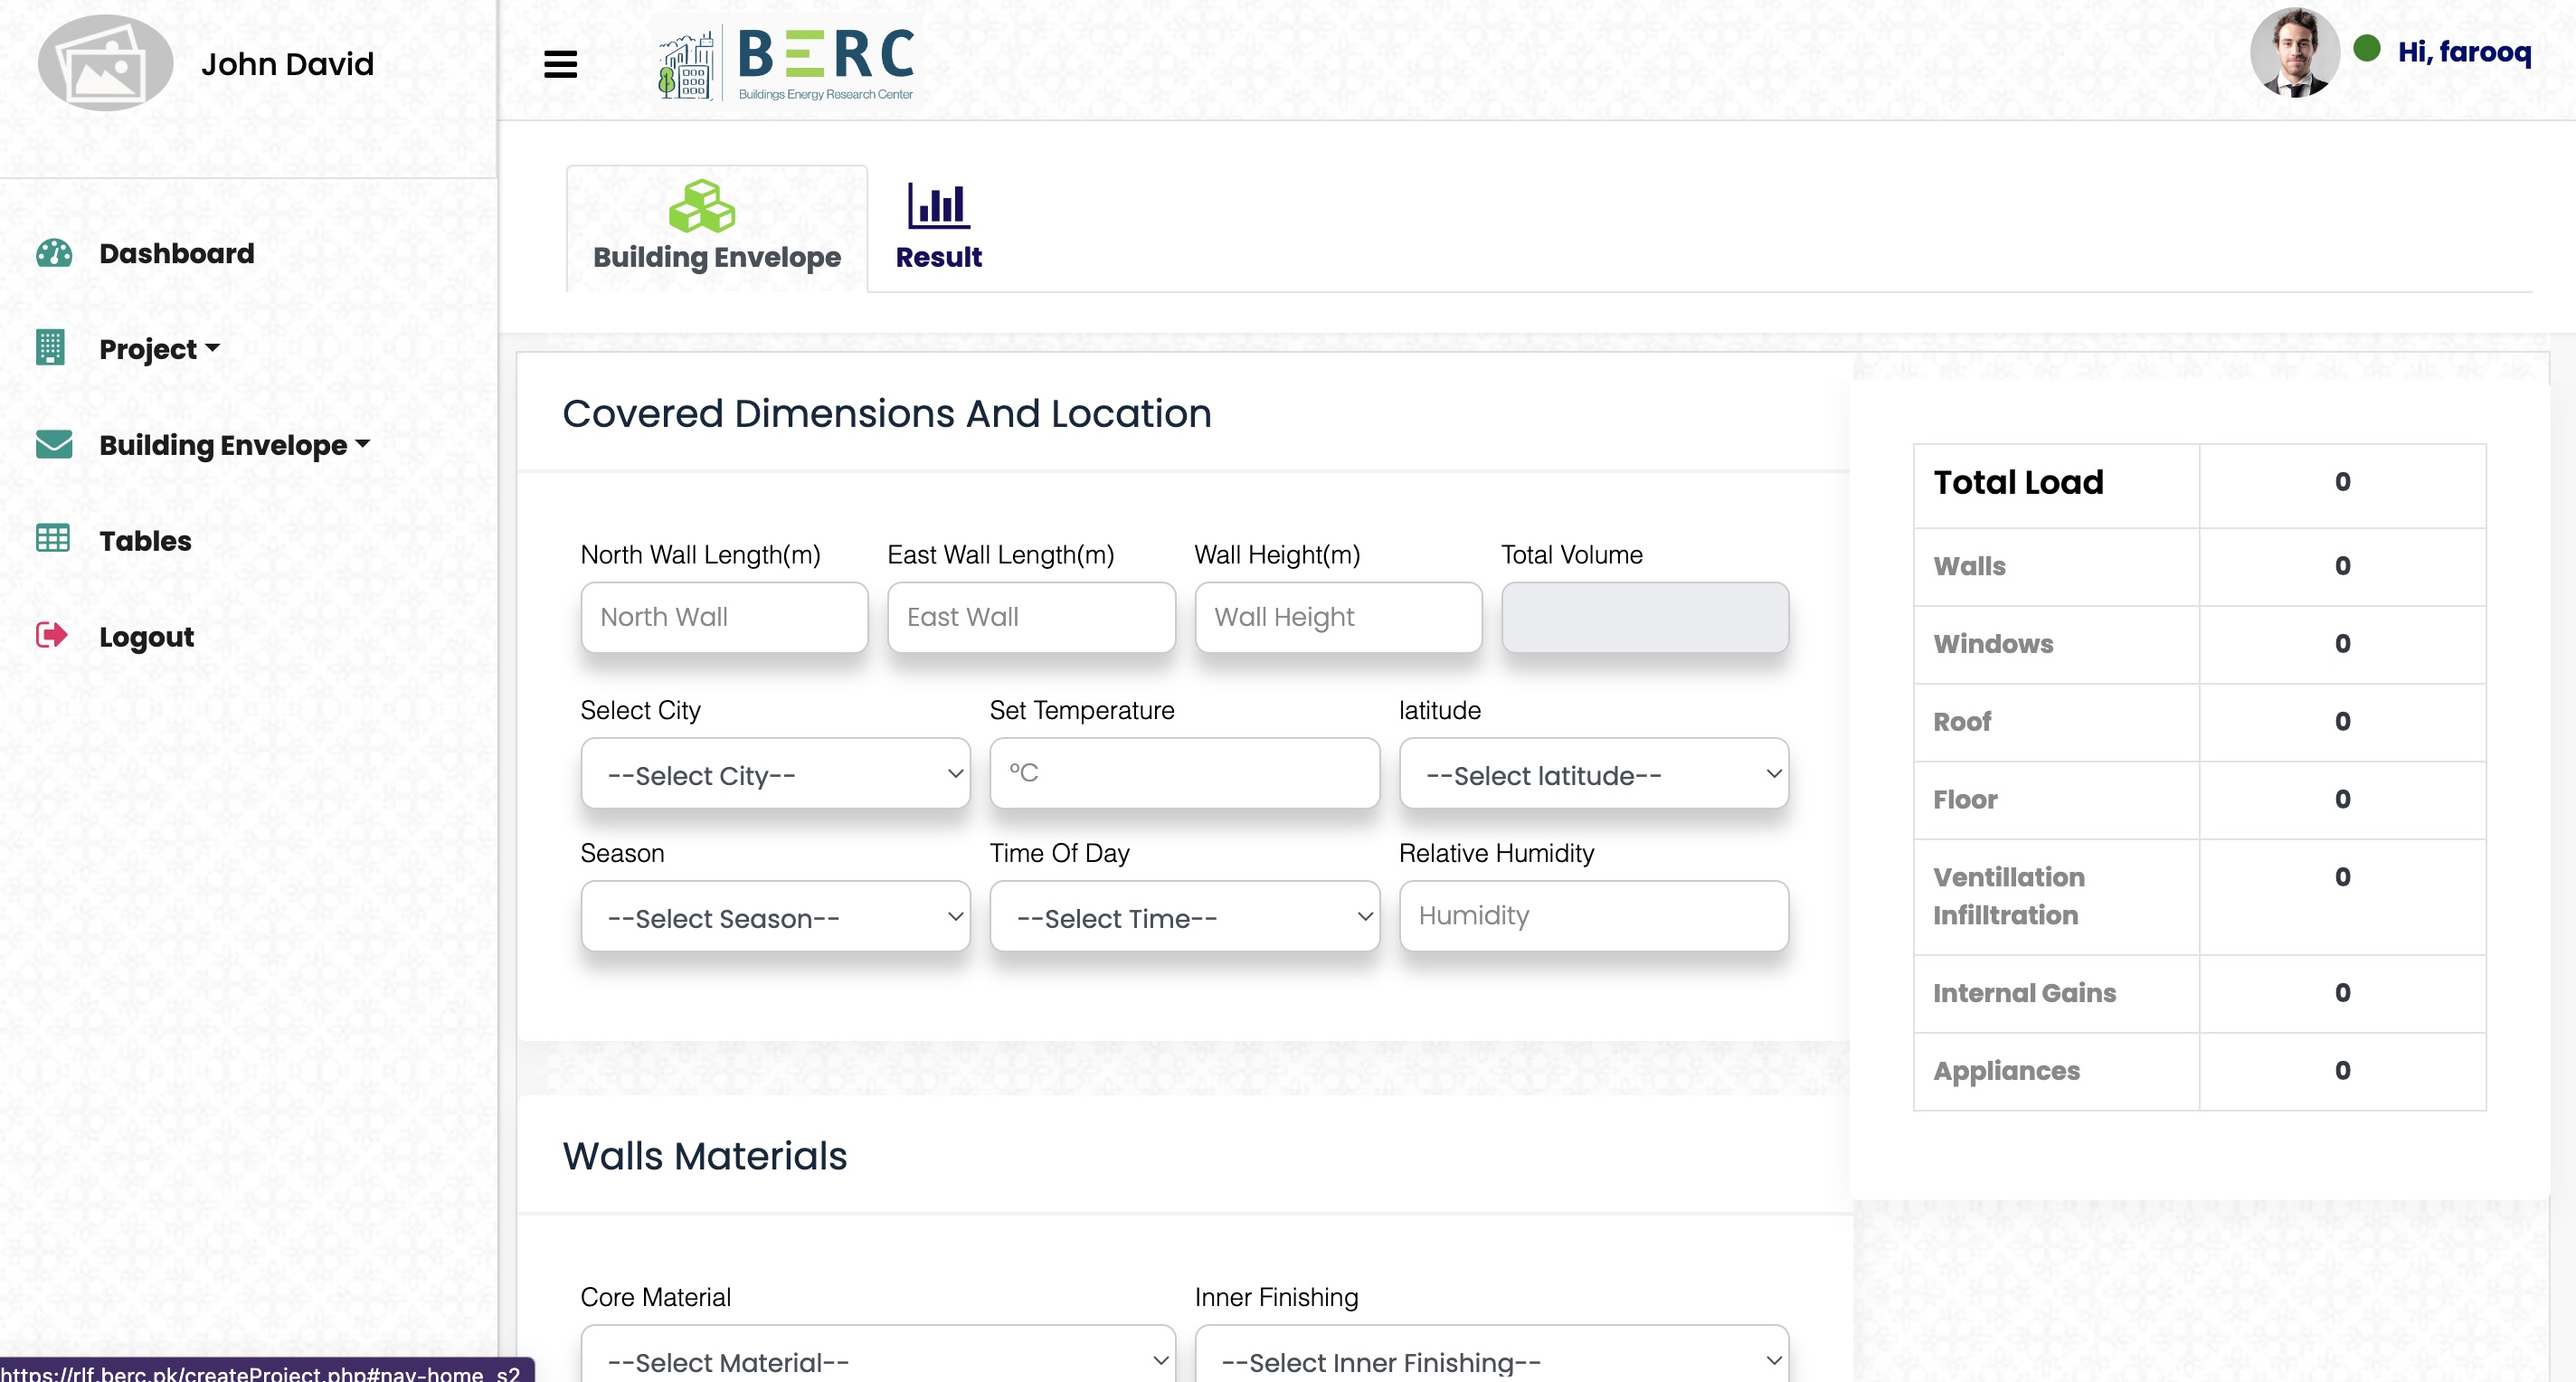 John David
BERC
Buildings Energy Research Center
Hi, farooq
Dashboard
Project
Building Envelope
Tables
Logout
Building Envelope
Result
Covered Dimensions And Location
North Wall Length(m) East Wall Length(m) Wall Height(m) Total Volume
North Wall East Wall Wall Height
Select City Set Temperature latitude
--Select City-- °C --Select latitude--
Season Time Of Day Relative Humidity
--Select Season-- --Select Time-- Humidity
Walls Materials
Core Material Inner Finishing
--Select Material-- --Select Inner Finishing--
Total Load 0
Walls 0
Windows 0
Roof 0
Floor 0
Ventillation 0
Infilltration
Internal Gains 0
Appliances 0
https://rlf.berc.pk/createProject.php#nav-home_s2